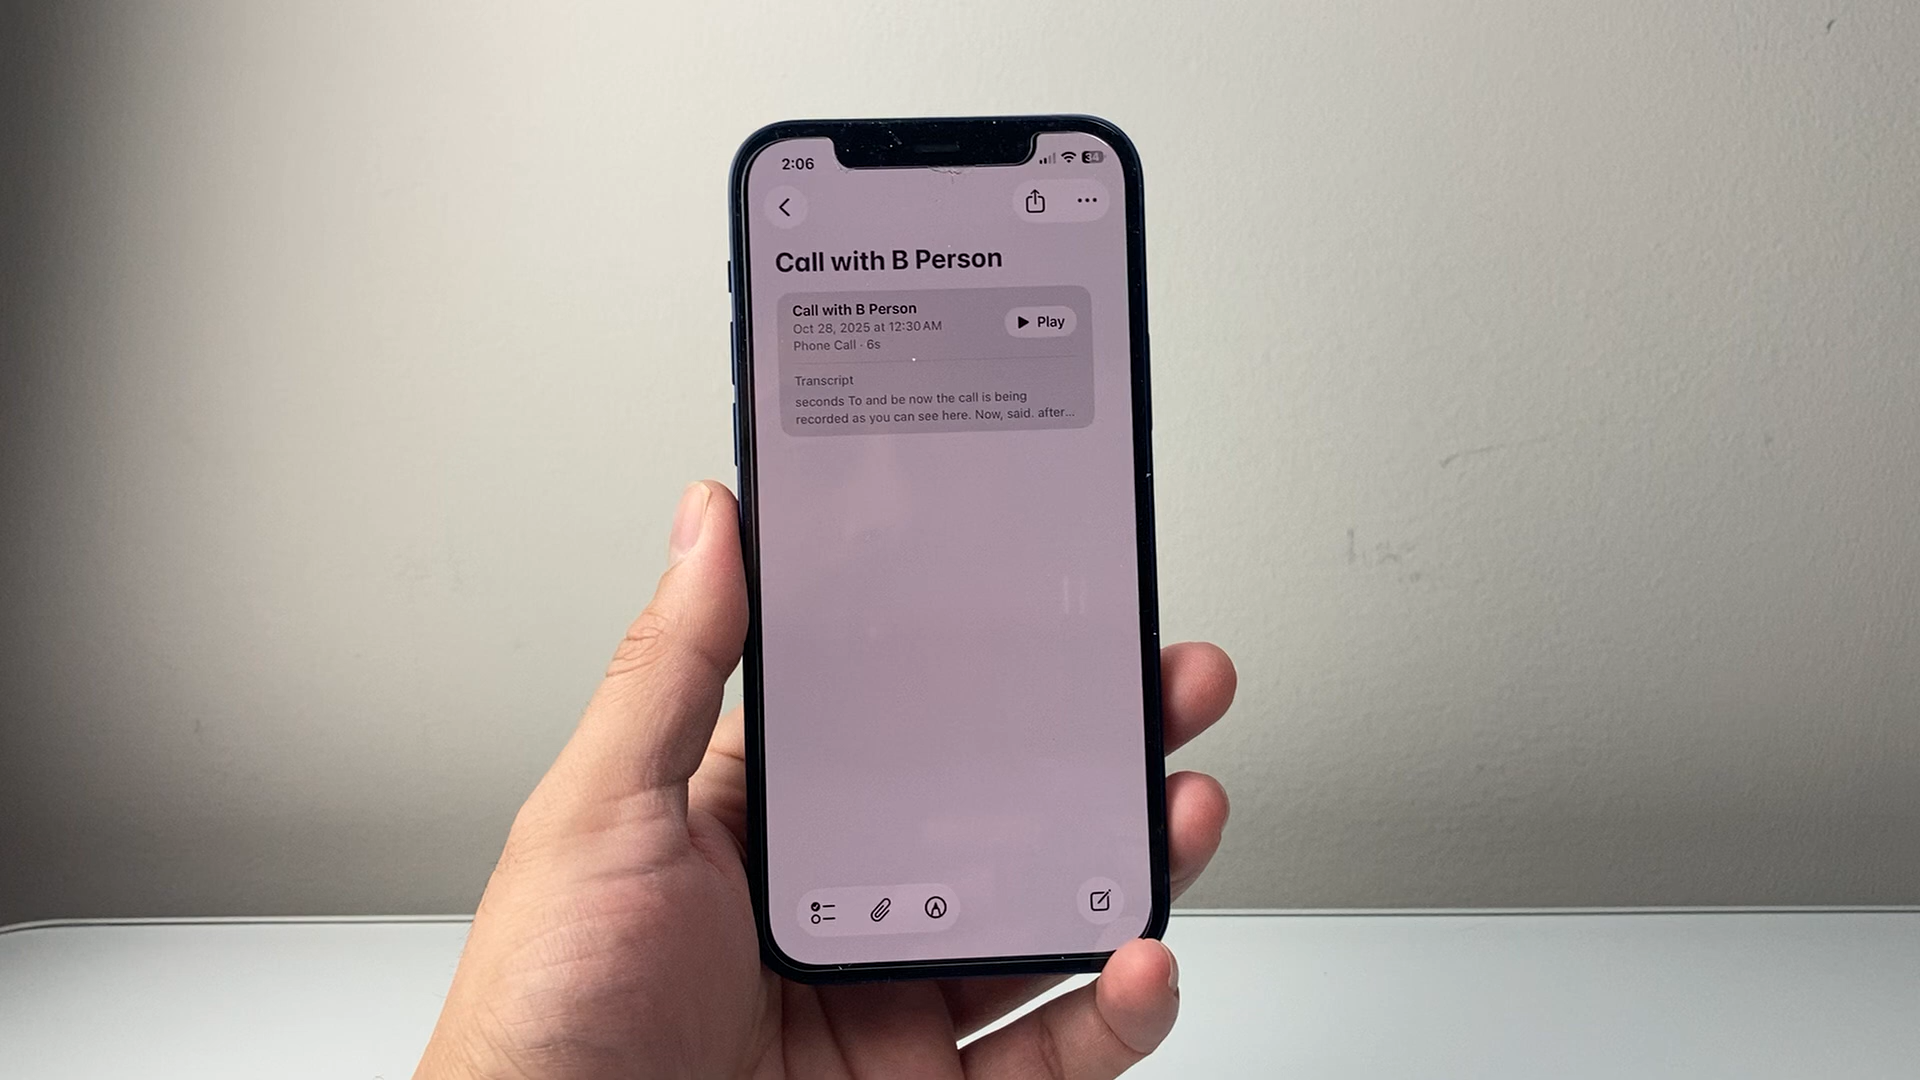 2:06
34
Call with B Person
Call with B Person
Oct 28, 2025 at 12:30 AM
Play
Phone Call · 6s
Transcript
seconds To and be now the call is being
recorded as you can see here. Now, said. after...